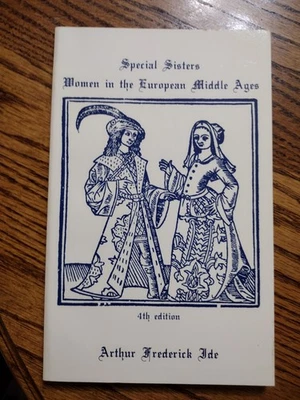 Special Sisters
Women in the European Middle Ages
4th edition
Arthur Frederick Ide